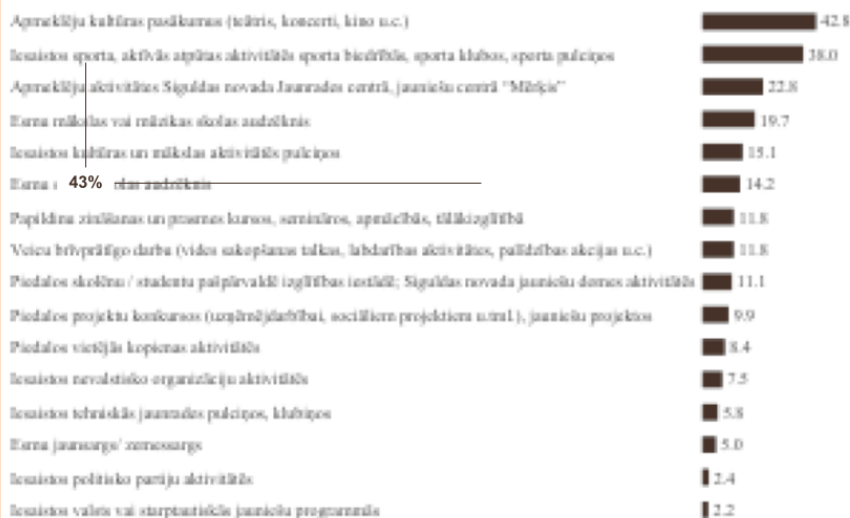 Apmeklēju kultūras pasākumus (teātris, koncerti, kino u.c.) 42.8
Iesaistos sporta, aktīvās atpūtas aktivitātēs sporta biedrībās, sporta klubos, sporta pulciņos 38.0
Apmeklēju aktivitātes Siguldas novada Jaunrades centrā, jauniešu centrā "Mērķis" 22.8
Esmu mākslas vai mūzikas skolas audzēknis 19.7
Iesaistos kultūras un mākslas aktivitātēs pulciņos 15.1
Esmu 43% audzēknis 14.2
Papildinu zināšanas un prasmes kursos, semināros, apmācībās, tālākizglītībā 11.8
Veicu brīvprātīgo darbu (vides sakopšanas talkas, labdarības aktivitātes, palīdzības akcijas u.c.) 11.8
Piedalos skolēnu / studentu pašpārvaldē izglītības iestādē; Siguldas novada jauniešu domes aktivitātēs 11.1
Piedalos projektu konkursos (uzņēmējdarbībai, sociāliem projektiem u.tml.), jauniešu projektos 9.9
Piedalos vietējās kopienas aktivitātēs 8.4
Iesaistos nevalstisko organizāciju aktivitātēs 7.5
Iesaistos tehniskās jaunrades pulciņos, klubiņos 5.8
Esmu jaunsargs/ zemessargs 5.0
Iesaistos politisko partiju aktivitātēs 2.4
Iesaistos valsts vai starptautiskās jauniešu programmās 2.2